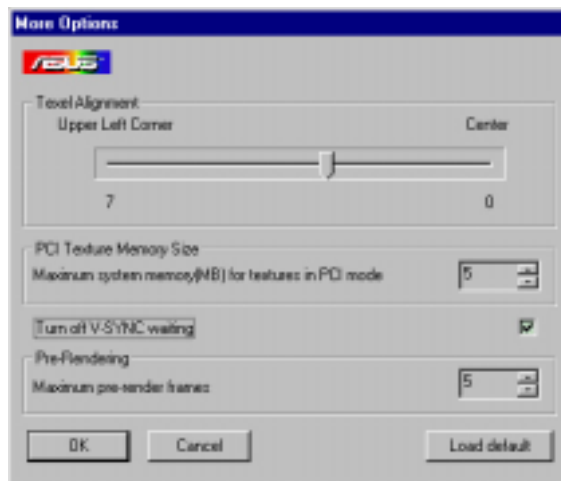 More Options
ASUS
Texel Alignment
Upper Left Corner Center
7 0
PCI Texture Memory Size
Maximum system memory(MB) for textures in PCI mode 5
Turn off V-SYNC waiting
Pre-Rendering
Maximum pre-render frames 5
OK Cancel Load default